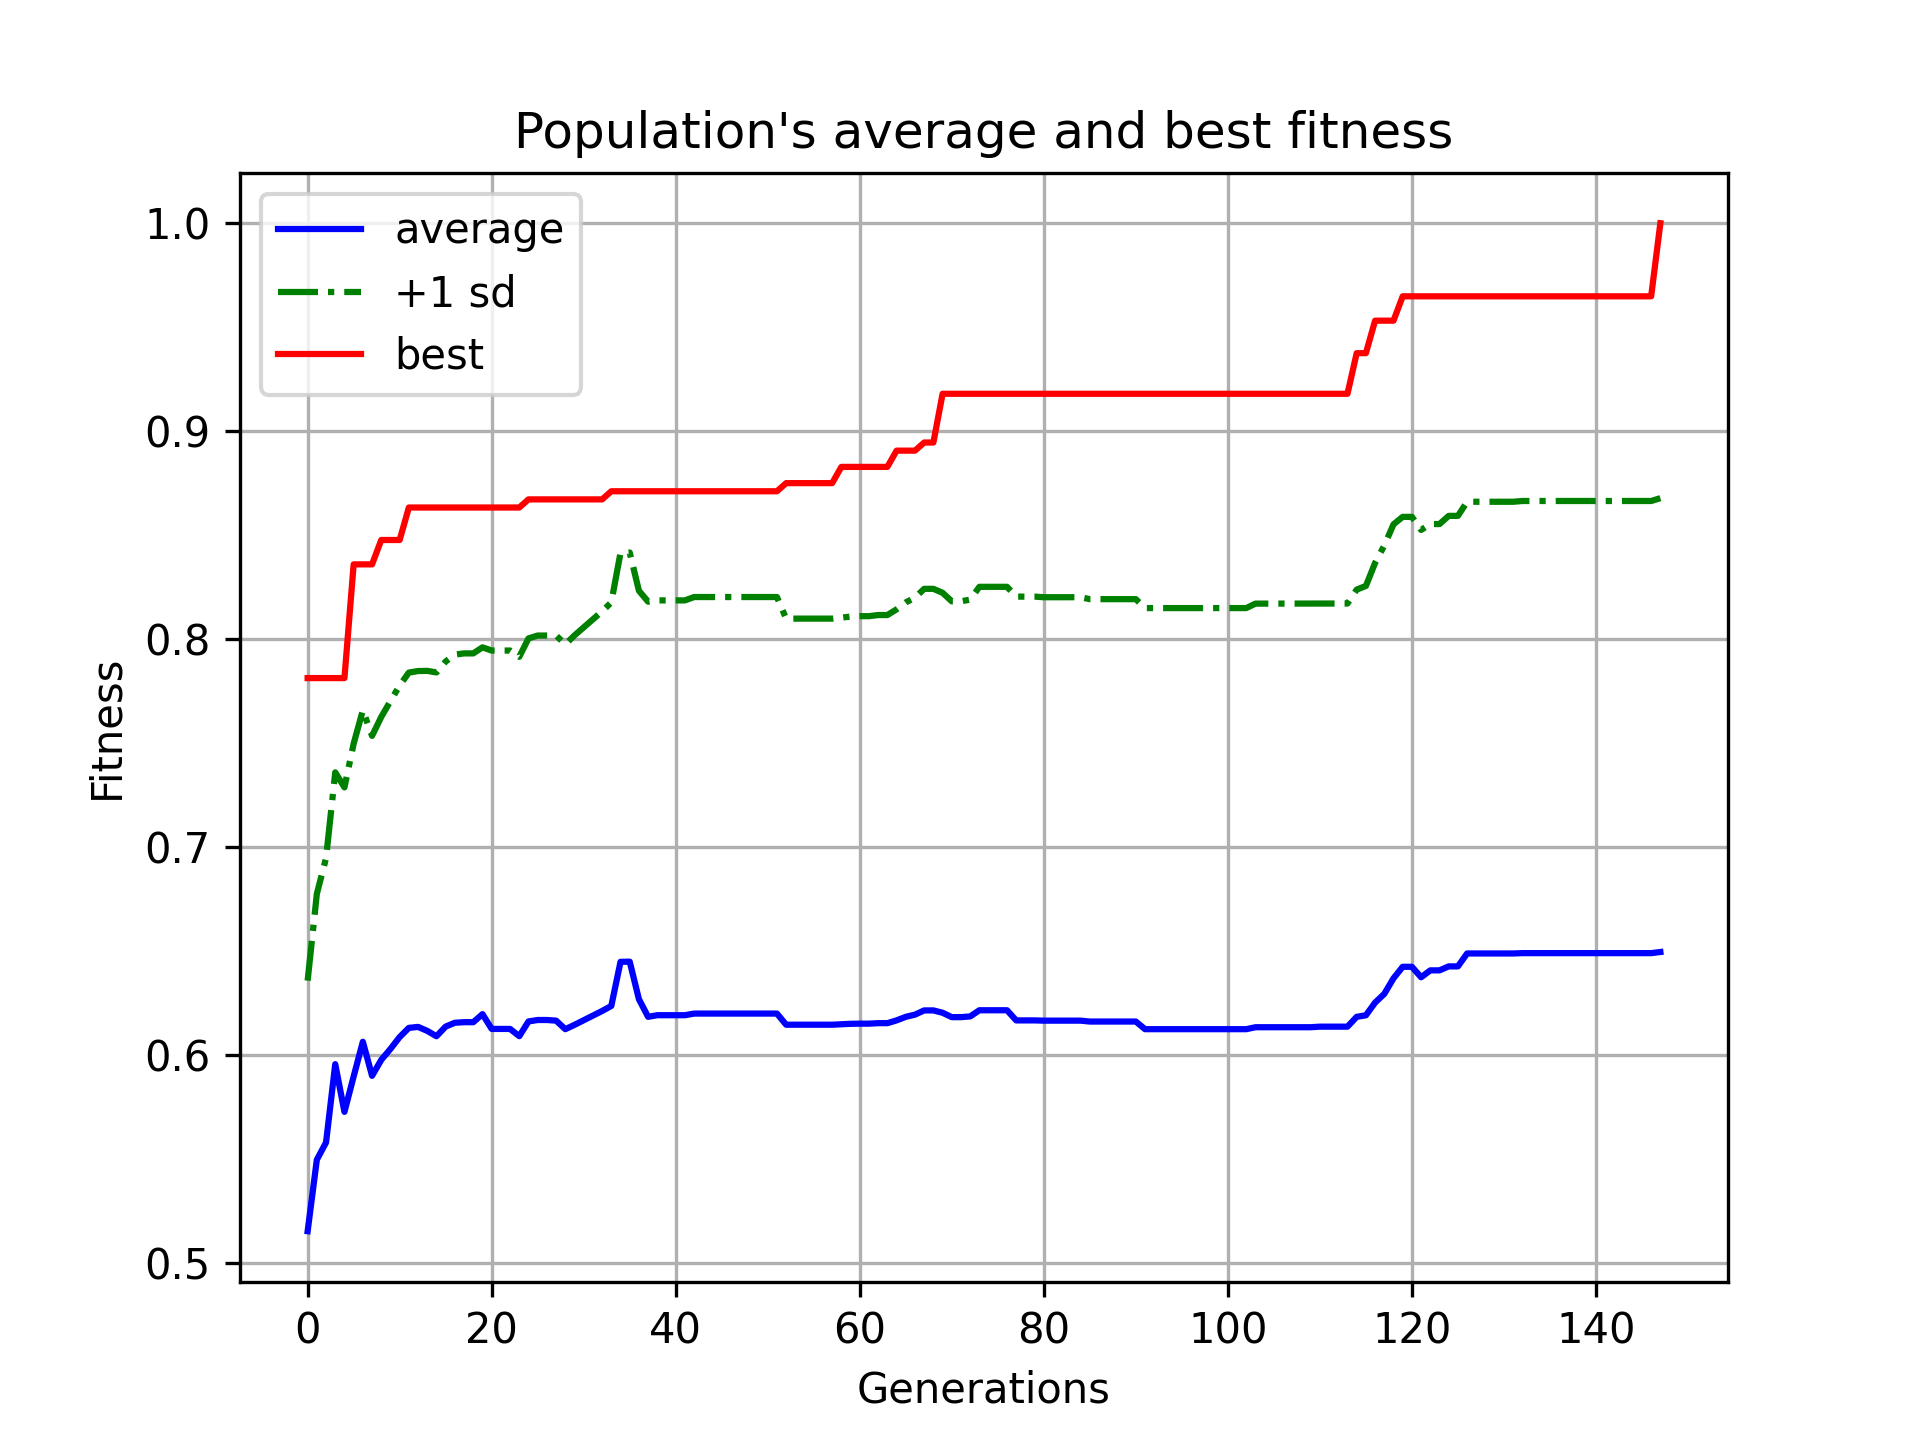 Population's average and best fitness
average
+1 sd
best
1.0
0.9
0.8
0.7
0.6
0.5
Fitness
0 20 40 60 80 100 120 140
Generations